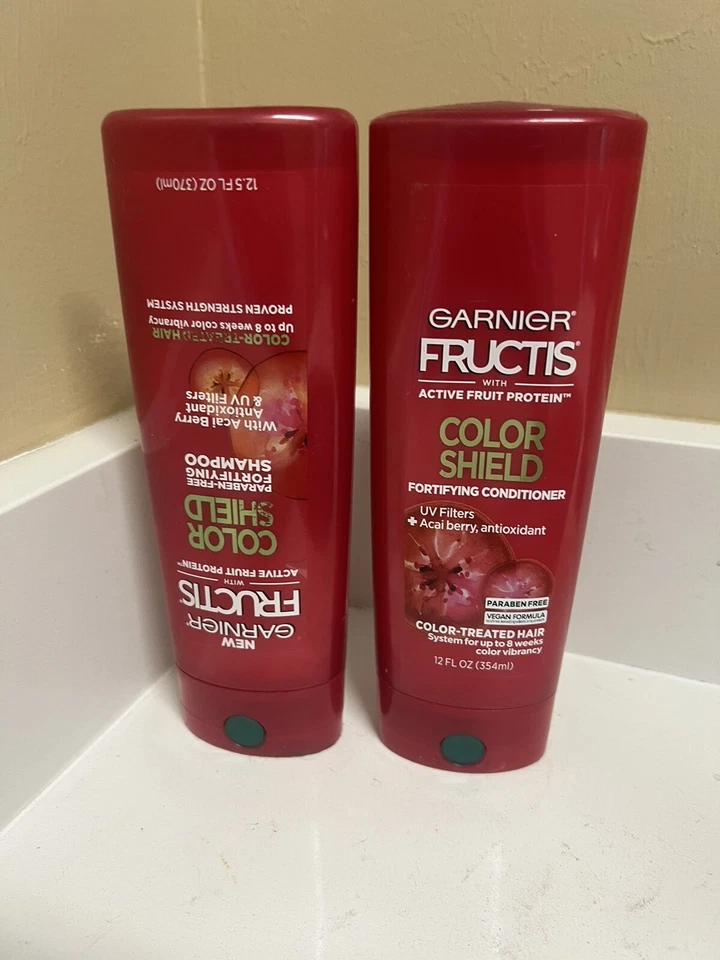 NEW
GARNIER®
FRUCTIS®
WITH
ACTIVE FRUIT PROTEIN™
COLOR
SHIELD
PARABEN-FREE
FORTIFYING
SHAMPOO
With Acai Berry
Antioxidant
& UV Filters
COLOR-TREATED HAIR
Up to 8 weeks color vibrancy
PROVEN STRENGTH SYSTEM
12.5 FL OZ (370ml)
GARNIER®
FRUCTIS®
WITH
ACTIVE FRUIT PROTEIN™
COLOR
SHIELD
FORTIFYING CONDITIONER
UV Filters
+ Acai berry, antioxidant
PARABEN FREE
VEGAN FORMULA
COLOR-TREATED HAIR
System for up to 8 weeks
color vibrancy
12 FL OZ (354ml)